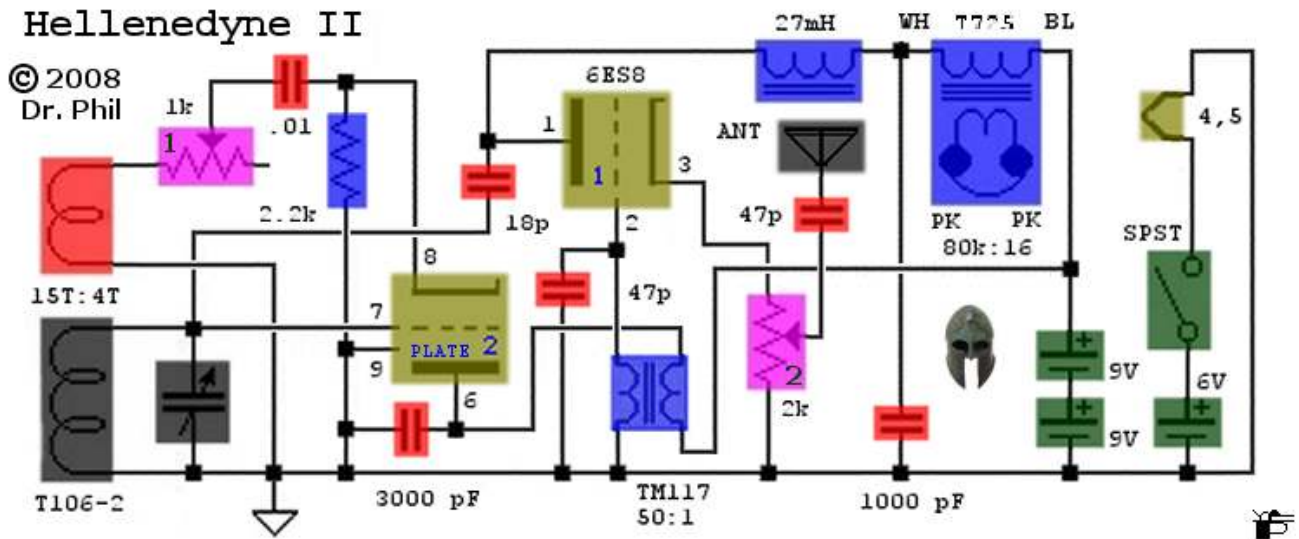 Hellenedyne II
© 2008
Dr. Phil
1k
1
.01
2.2k
15T:4T
T106-2
8
7
PLATE 2
9
6
3000 pF
6ES8
1
1
3
2
18p
47p
TM117
50:1
27mH
ANT
47p
2
2k
1000 pF
WH T725 BL
PK PK
80k:16
4,5
SPST
9V
9V
6V
+
+
+